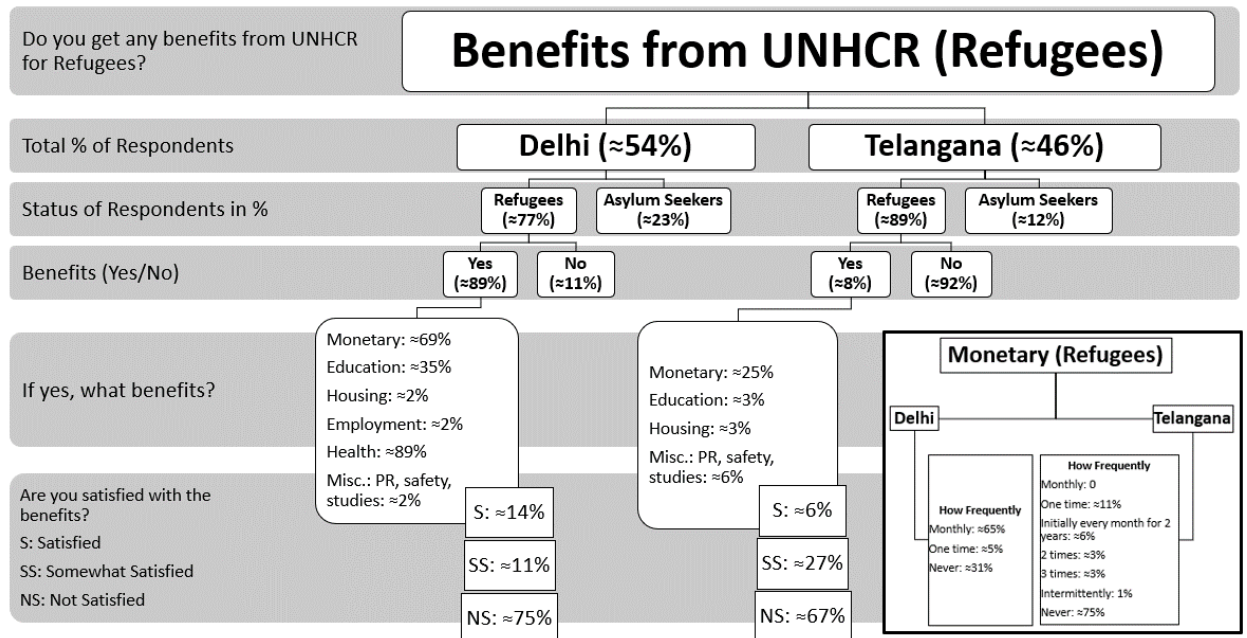 Do you get any benefits from UNHCR
for Refugees?
Benefits from UNHCR (Refugees)
Total % of Respondents
Delhi (≈54%)
Telangana (≈46%)
Status of Respondents in %
Refugees
(≈77%)
Asylum Seekers
(≈23%)
Refugees
(≈89%)
Asylum Seekers
(≈12%)
Benefits (Yes/No)
Yes
(≈89%)
No
(≈11%)
Yes
(≈8%)
No
(≈92%)
If yes, what benefits?
Monetary: ≈69%
Education: ≈35%
Housing: ≈2%
Employment: ≈2%
Health: ≈89%
Misc.: PR, safety,
studies: ≈2%
Monetary: ≈25%
Education: ≈3%
Housing: ≈3%
Misc.: PR, safety,
studies: ≈6%
Are you satisfied with the
benefits?
S: Satisfied
SS: Somewhat Satisfied
NS: Not Satisfied
S: ≈14%
SS: ≈11%
NS: ≈75%
S: ≈6%
SS: ≈27%
NS: ≈67%
Monetary (Refugees)
Delhi
Telangana
How Frequently
Monthly: ≈65%
One time: ≈5%
Never: ≈31%
How Frequently
Monthly: 0
One time: ≈11%
Initially every month for 2
years: ≈6%
2 times: ≈3%
3 times: ≈3%
Intermittently: 1%
Never: ≈75%